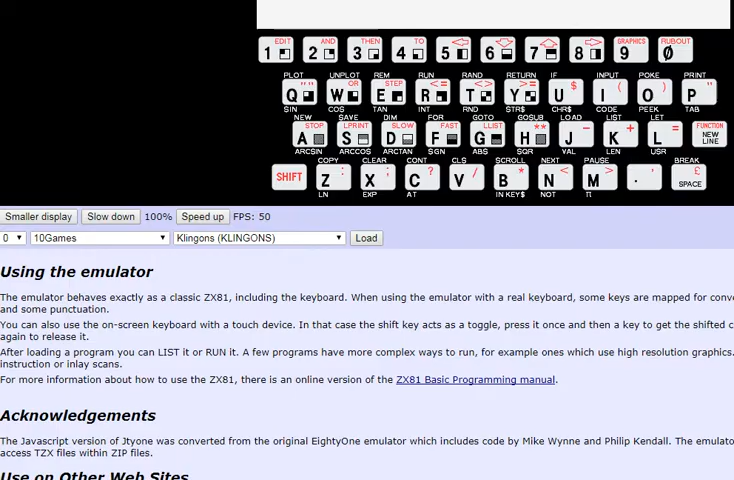 EDIT AND THEN TO GRAPHICS RUBOUT
1 2 3 4 5 6 7 8 9 0
PLOT UNPLOT REM RUN RAND RETURN IF INPUT POKE PRINT
Q "" W OR E STEP R <= T <> Y >= U $ I ( O ) P "
SIN COS TAN INT RND STR$ CHR$ CODE PEEK TAB
NEW SAVE DIM FOR GOTO GOSUB LOAD LIST LET
A STOP S LPRINT D SLOW F FAST G LLIST H ** J - K + L = FUNCTION NEW LINE
ARCSIN ARCCOS ARCTAN SGN ABS SQR VAL LEN USR
COPY CLEAR CONT CLS SCROLL NEXT PAUSE BREAK
SHIFT Z : X ; C ? V / B * N < M > . , £ SPACE
LN EXP AT IN KEY$ NOT π
Smaller display Slow down 100% Speed up FPS: 50
0 10Games Klingons (KLINGONS) Load
Using the emulator
The emulator behaves exactly as a classic ZX81, including the keyboard. When using the emulator with a real keyboard, some keys are mapped for conv
and some punctuation.
You can also use the on-screen keyboard with a touch device. In that case the shift key acts as a toggle, press it once and then a key to get the shifted c
again to release it.
After loading a program you can LIST it or RUN it. A few programs have more complex ways to run, for example ones which use high resolution graphics.
instruction or inlay scans.
For more information about how to use the ZX81, there is an online version of the ZX81 Basic Programming manual.
Acknowledgements
The Javascript version of Jtyone was converted from the original EightyOne emulator which includes code by Mike Wynne and Philip Kendall. The emulato
access TZX files within ZIP files.
Use on Other Web Sites